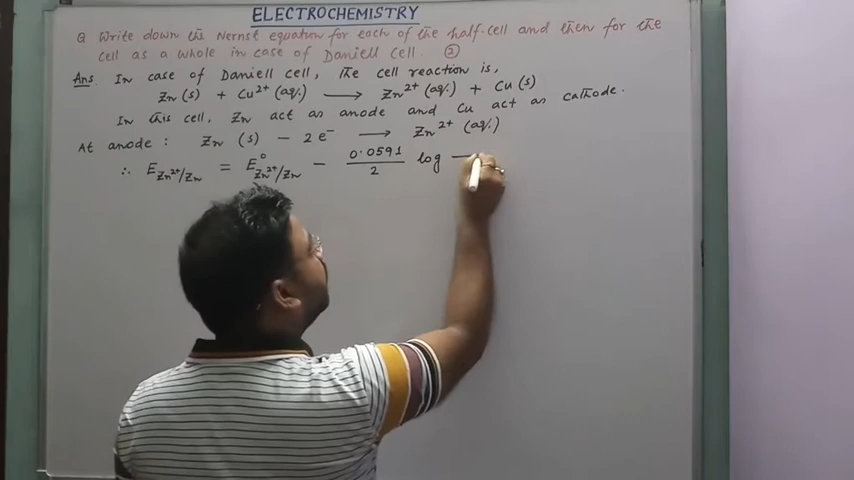 ELECTROCHEMISTRY
Q Write down the Nernst equation for each of the half-cell and then for the
cell as a whole in case of Daniell cell. ②
Ans In case of Daniell cell, the cell reaction is,
Zn(s) + Cu²⁺(aq.) ⟶ Zn²⁺(aq.) + Cu(s)
In this cell, Zn act as anode and Cu act as cathode.
At anode : Zn (s) − 2e⁻ ⟶ Zn²⁺ (aq.)
∴ E Zn²⁺/Zn = E° Zn²⁺/Zn − 0.0591/2 log